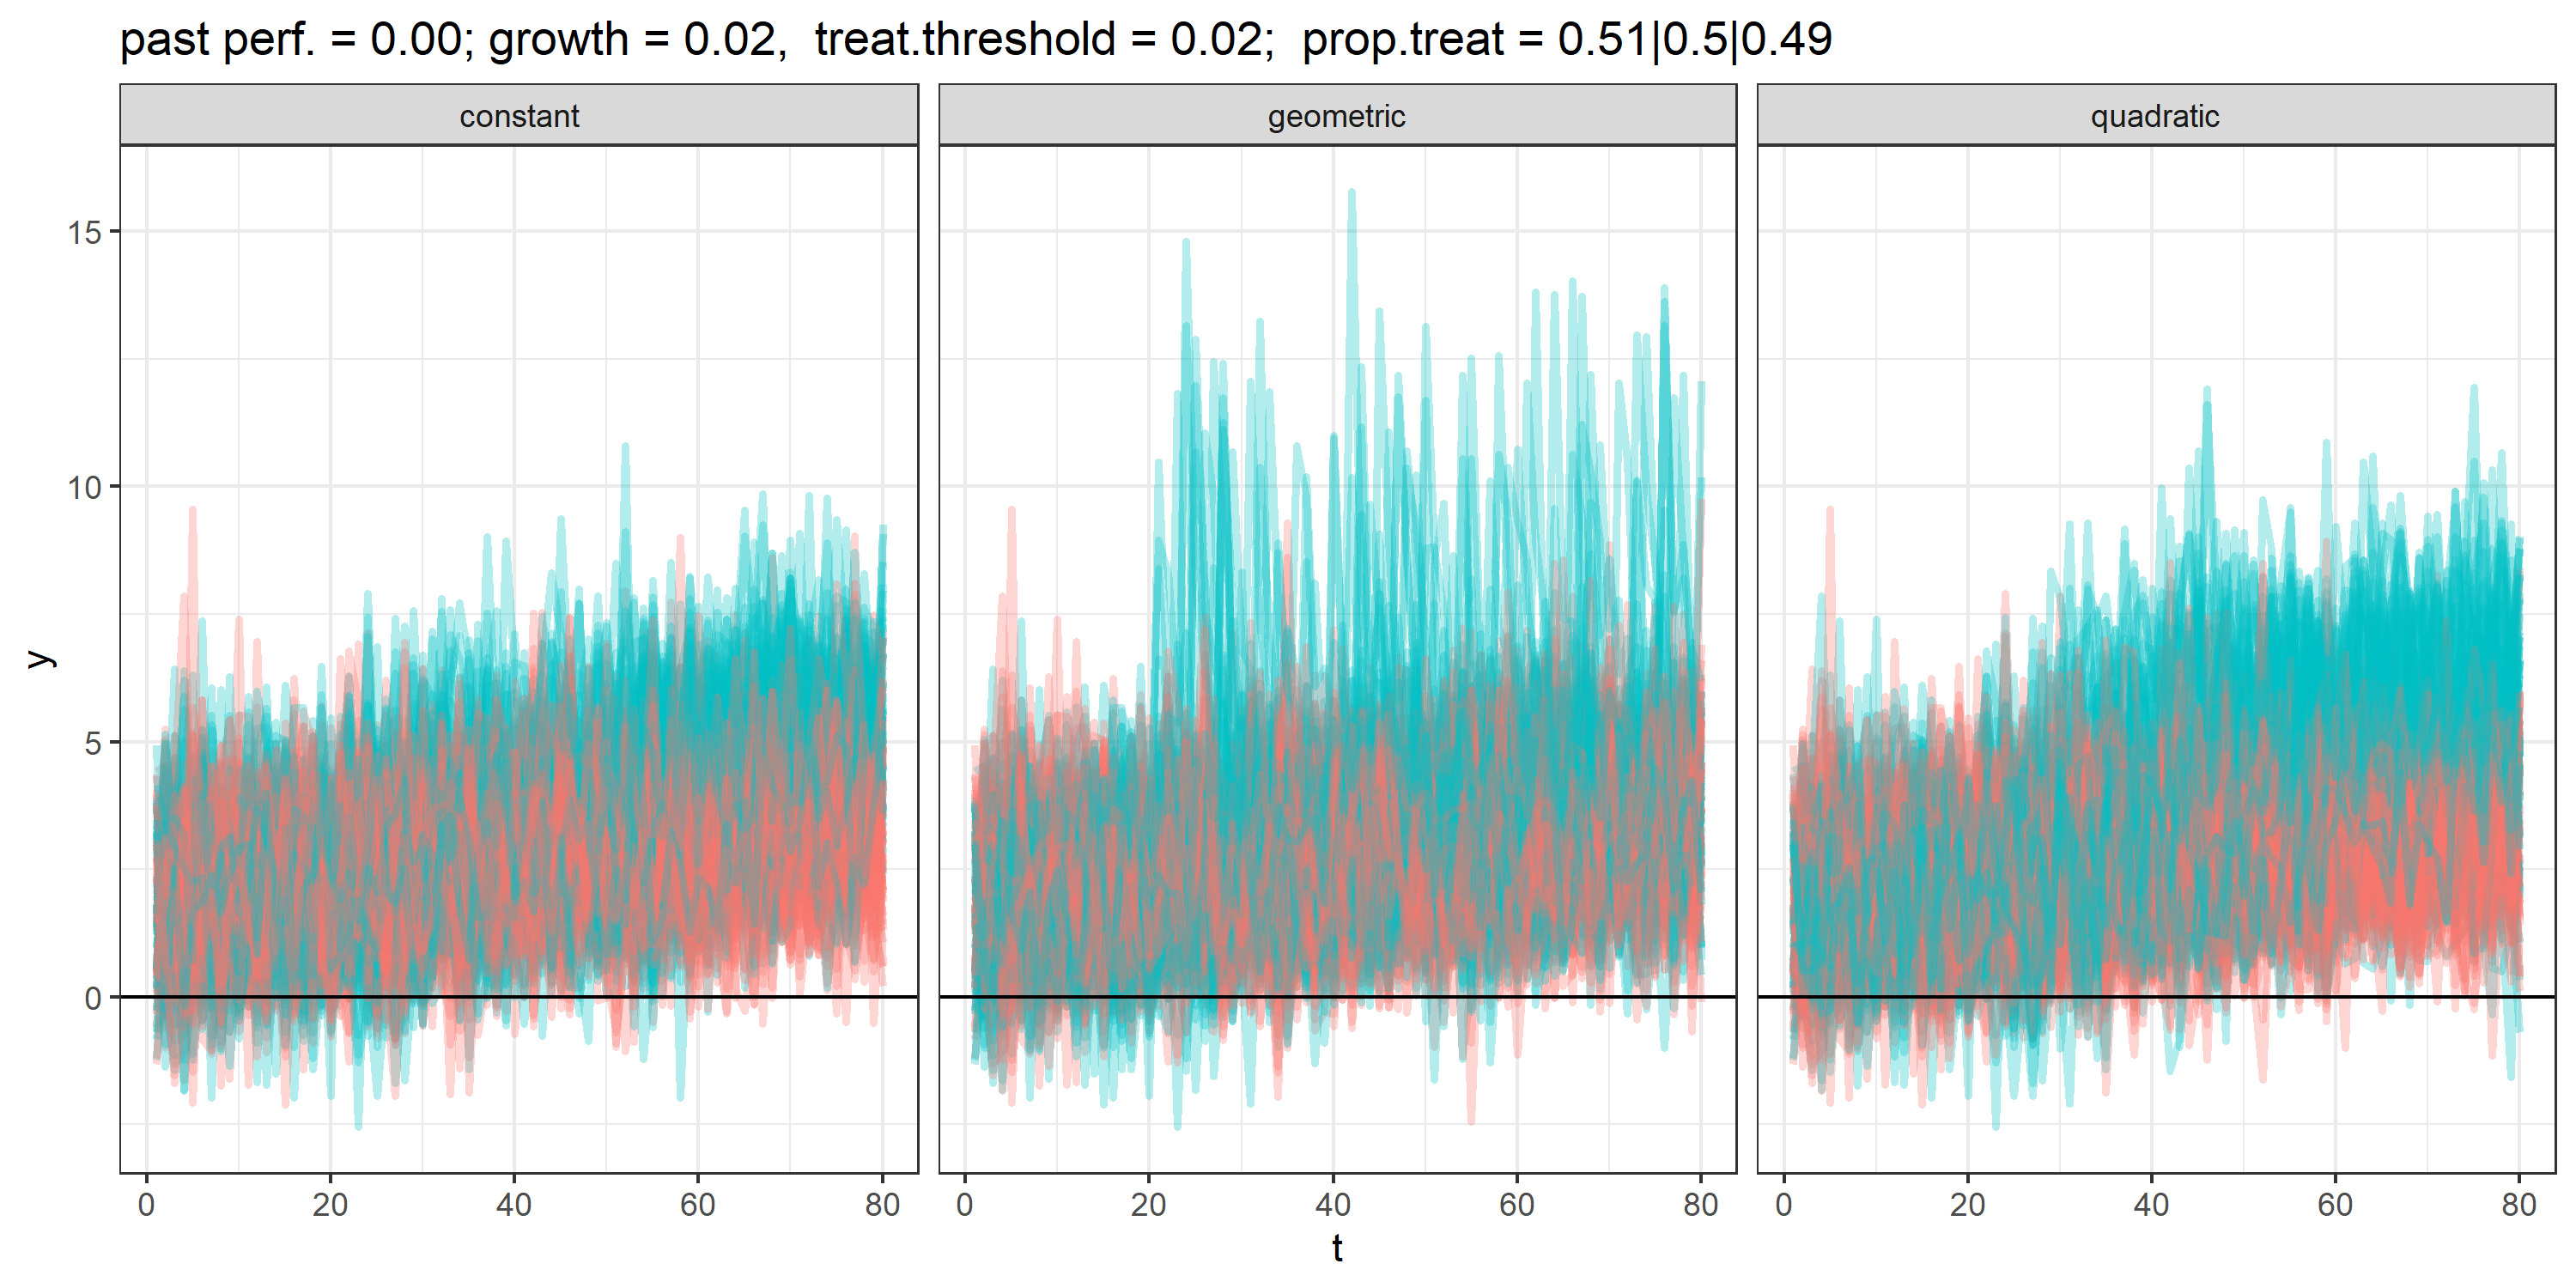 past perf. = 0.00; growth = 0.02,  treat.threshold = 0.02;  prop.treat = 0.51|0.5|0.49
constant geometric quadratic
15
10
5
0
y
0 20 40 60 80 0 20 40 60 80 0 20 40 60 80
t